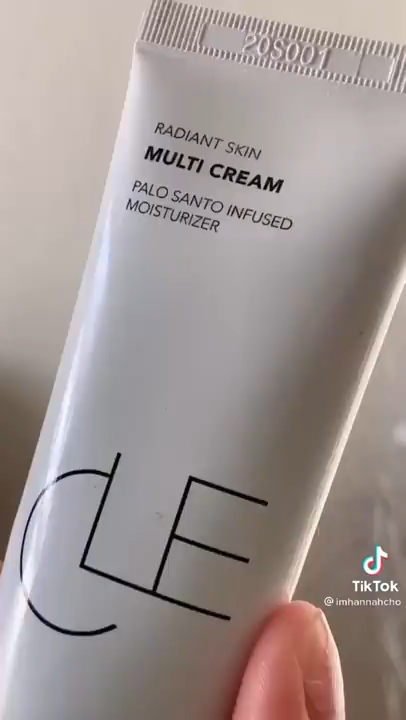 20S001
RADIANT SKIN
MULTI CREAM
PALO SANTO INFUSED
MOISTURIZER
CLE
TikTok
@imhannahcho